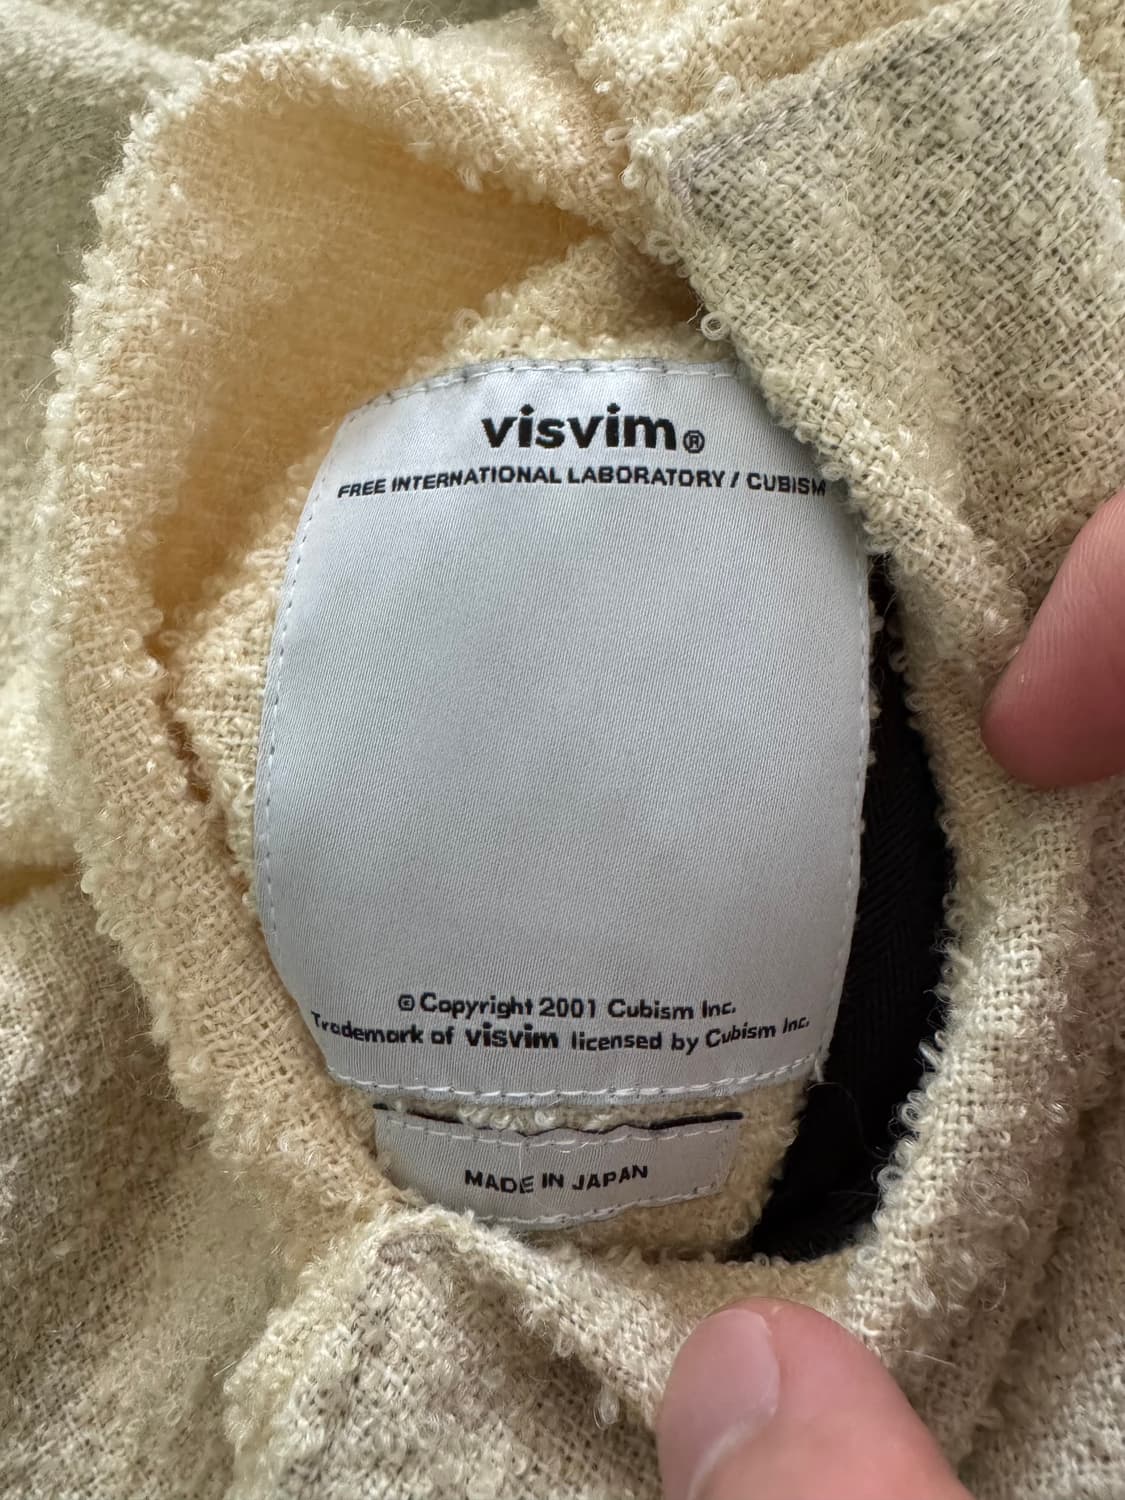 visvim®
FREE INTERNATIONAL LABORATORY / CUBISM
© Copyright 2001 Cubism Inc.
Trademark of visvim licensed by Cubism Inc.
MADE IN JAPAN